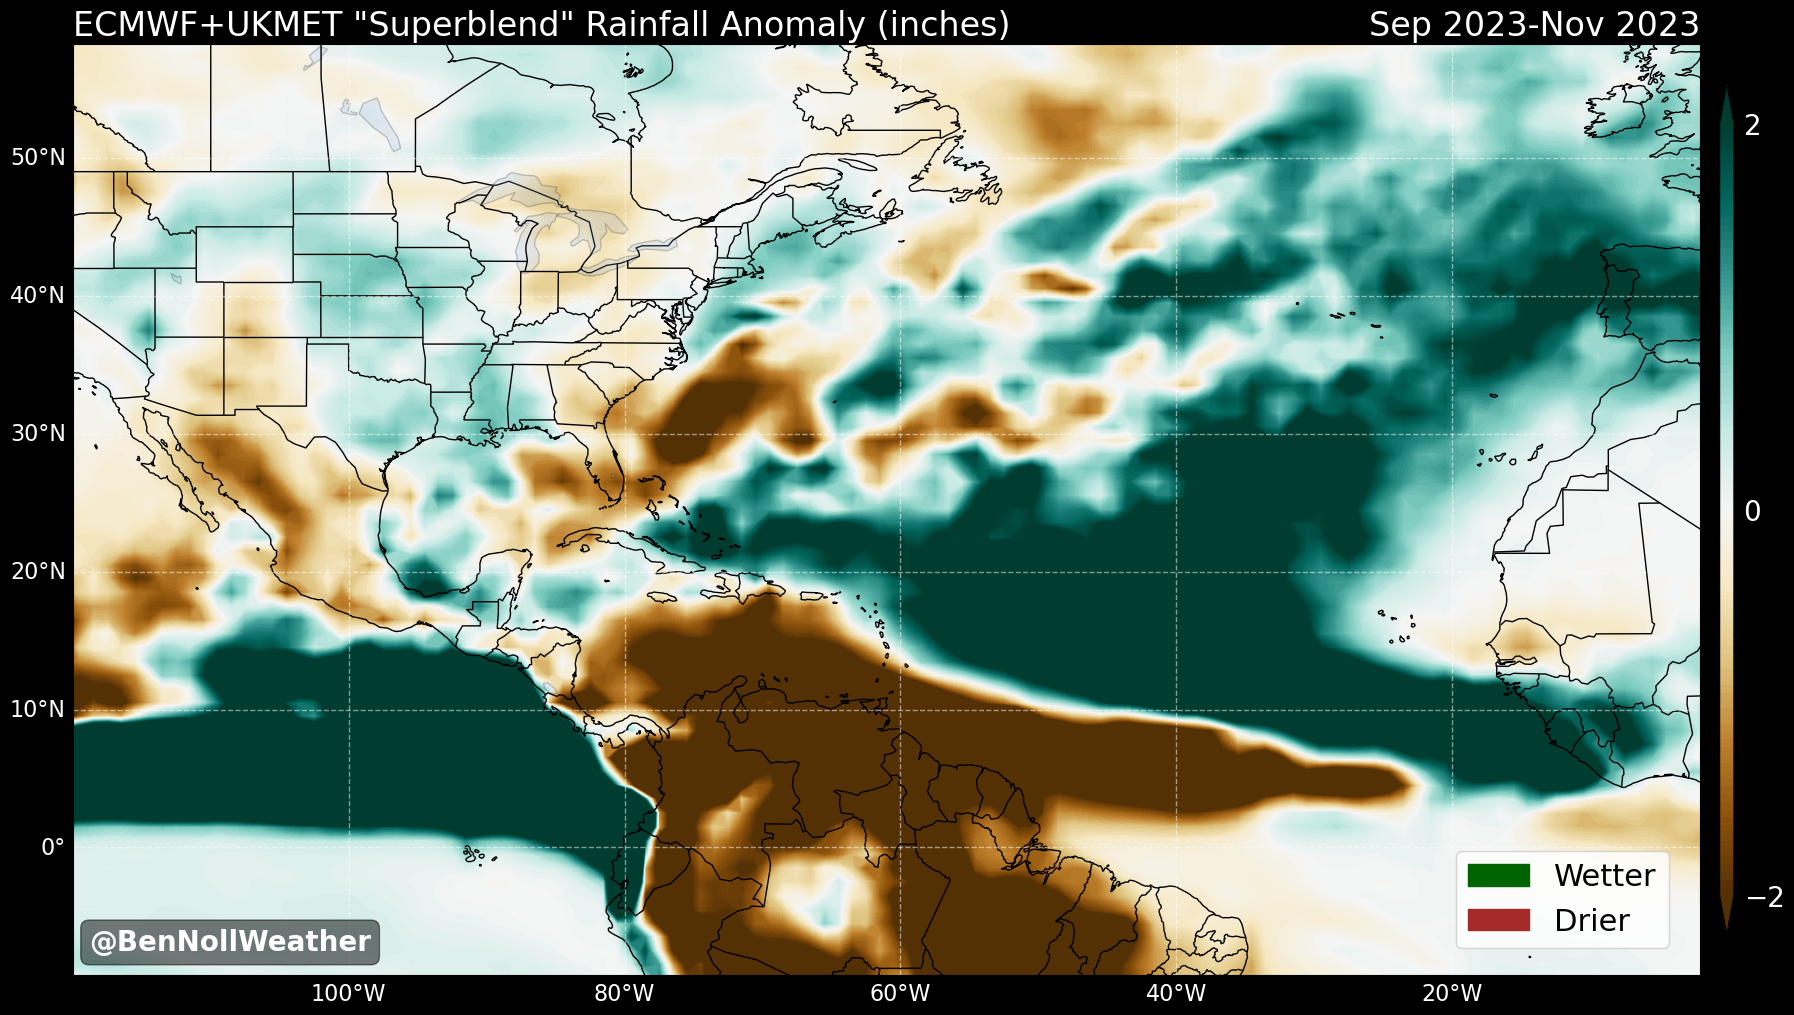 ECMWF+UKMET "Superblend" Rainfall Anomaly (inches)
Sep 2023-Nov 2023
50°N
40°N
30°N
20°N
10°N
0°
100°W
80°W
60°W
40°W
20°W
2
0
−2
Wetter
Drier
@BenNollWeather